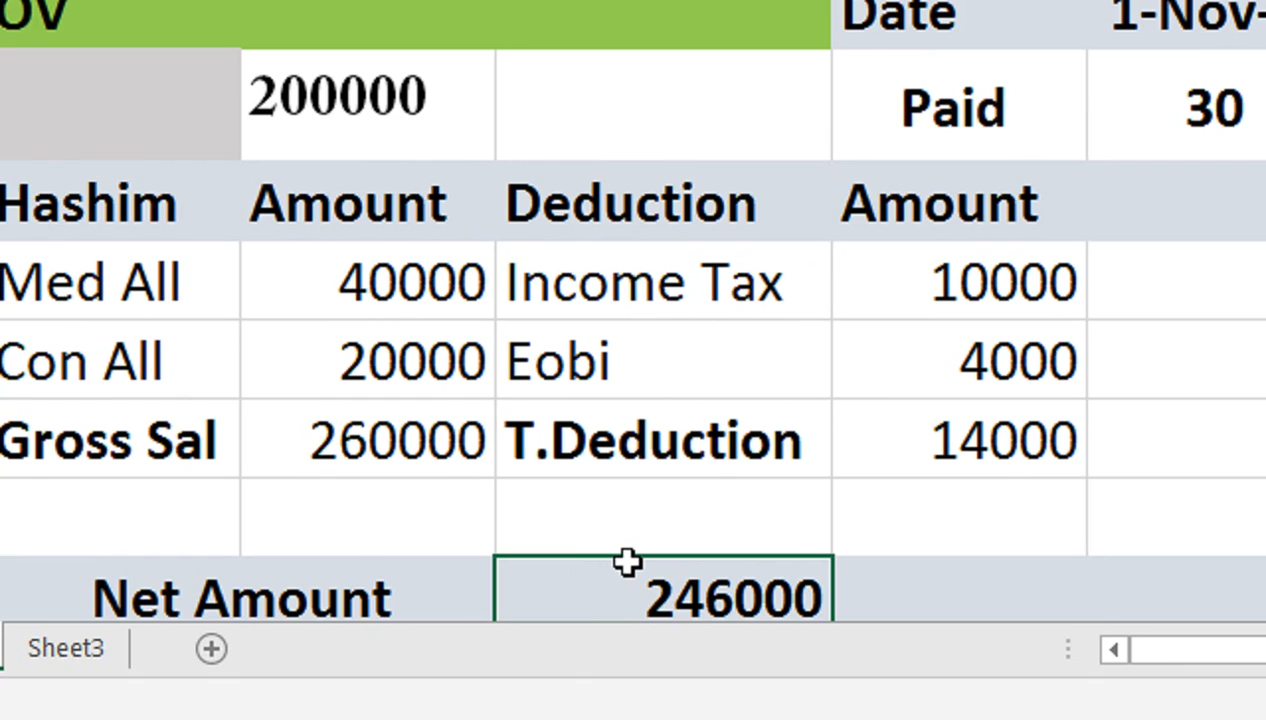 OV Date 1-Nov-
200000 Paid 30
Hashim Amount Deduction Amount
Med All 40000 Income Tax 10000
Con All 20000 Eobi 4000
Gross Sal 260000 T.Deduction 14000
Net Amount 246000
Sheet3